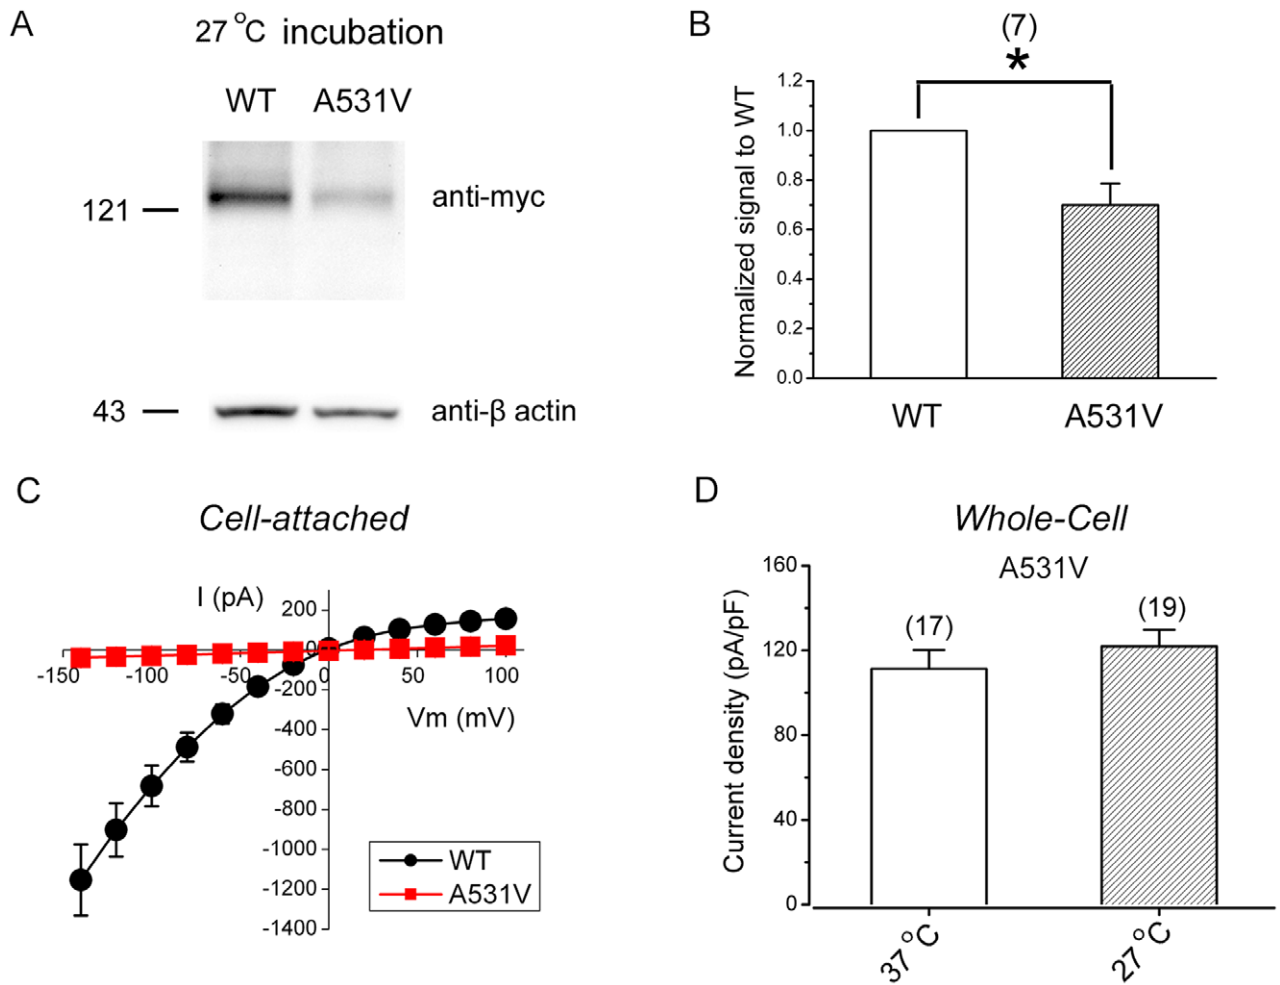 A
27 °C incubation
WT A531V
121
anti-myc
43
anti-β actin
B
(7)
*
Normalized signal to WT
1.2
1.0
0.8
0.6
0.4
0.2
0.0
WT A531V
C
Cell-attached
I (pA)
200
0
-200
-400
-600
-800
-1000
-1200
-1400
-150 -100 -50 0 50 100
Vm (mV)
WT
A531V
D
Whole-Cell
A531V
Current density (pA/pF)
160
120
80
40
0
(17)
(19)
37 °C
27 °C